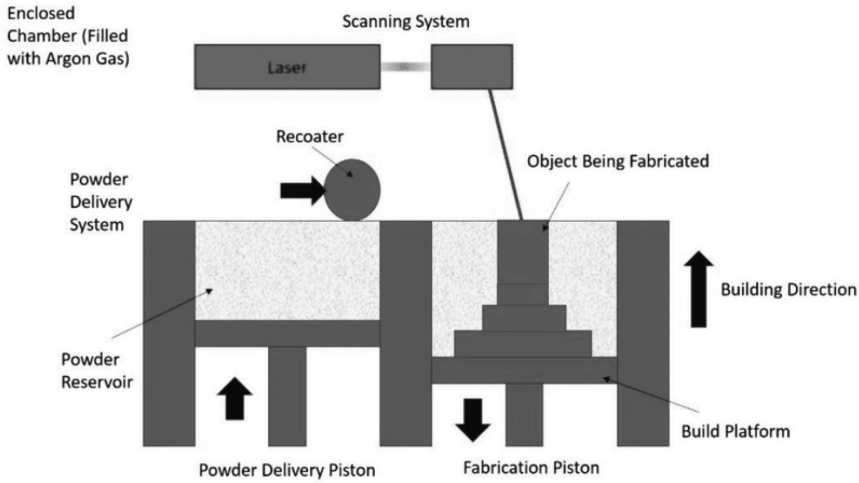 Enclosed
Chamber (Filled
with Argon Gas)
Scanning System
Laser
Recoater
Object Being Fabricated
Powder
Delivery
System
Building Direction
Powder
Reservoir
Build Platform
Powder Delivery Piston
Fabrication Piston